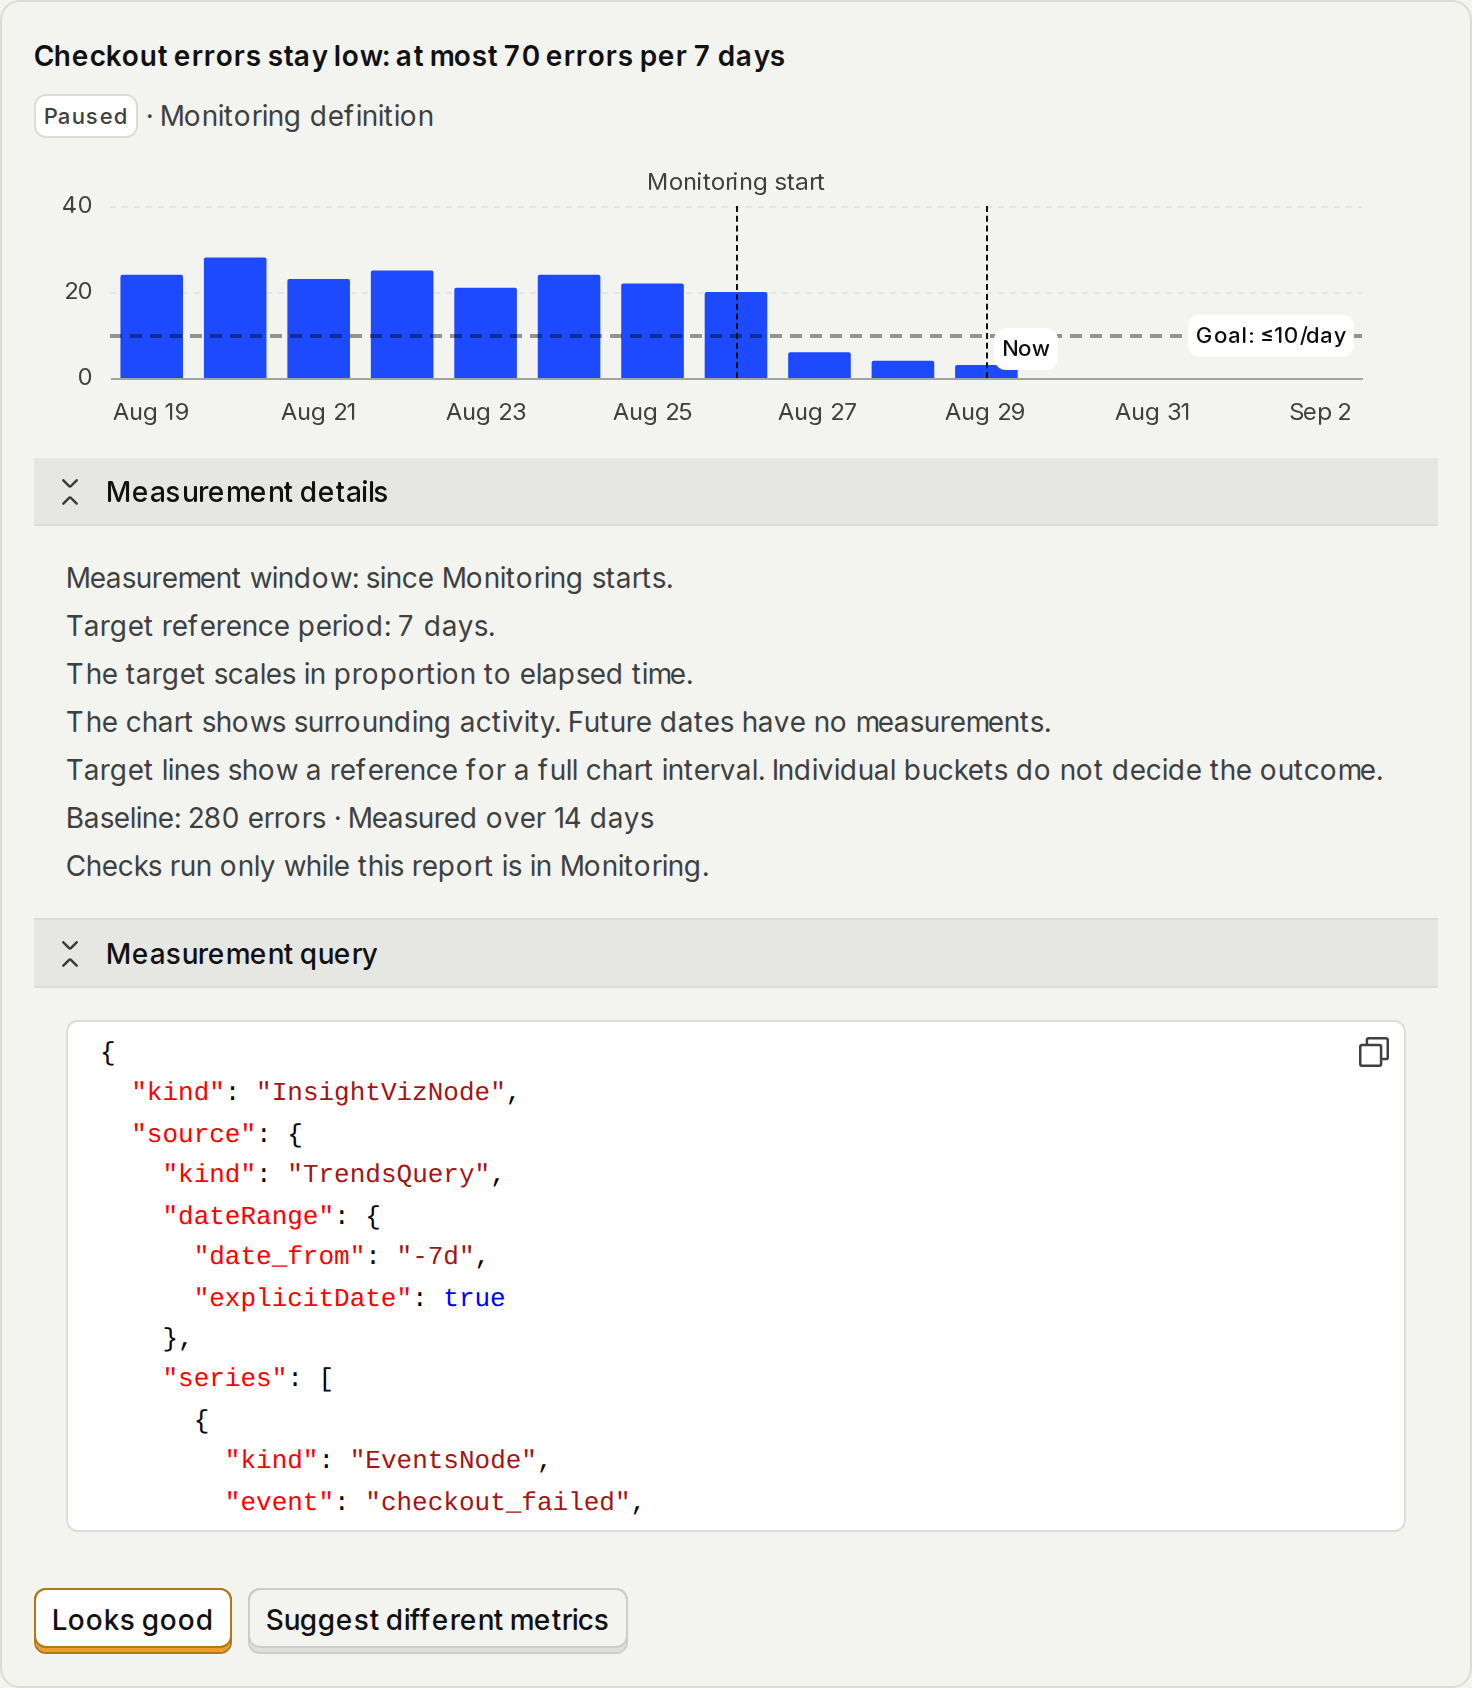 Checkout errors stay low: at most 70 errors per 7 days
Paused · Monitoring definition
Monitoring start
40
20
0
Now
Goal: ≤10/day
Aug 19 Aug 21 Aug 23 Aug 25 Aug 27 Aug 29 Aug 31 Sep 2
Measurement details
Measurement window: since Monitoring starts.
Target reference period: 7 days.
The target scales in proportion to elapsed time.
The chart shows surrounding activity. Future dates have no measurements.
Target lines show a reference for a full chart interval. Individual buckets do not decide the outcome.
Baseline: 280 errors · Measured over 14 days
Checks run only while this report is in Monitoring.
Measurement query
{
  "kind": "InsightVizNode",
  "source": {
    "kind": "TrendsQuery",
    "dateRange": {
      "date_from": "-7d",
      "explicitDate": true
    },
    "series": [
      {
        "kind": "EventsNode",
        "event": "checkout_failed",
Looks good Suggest different metrics